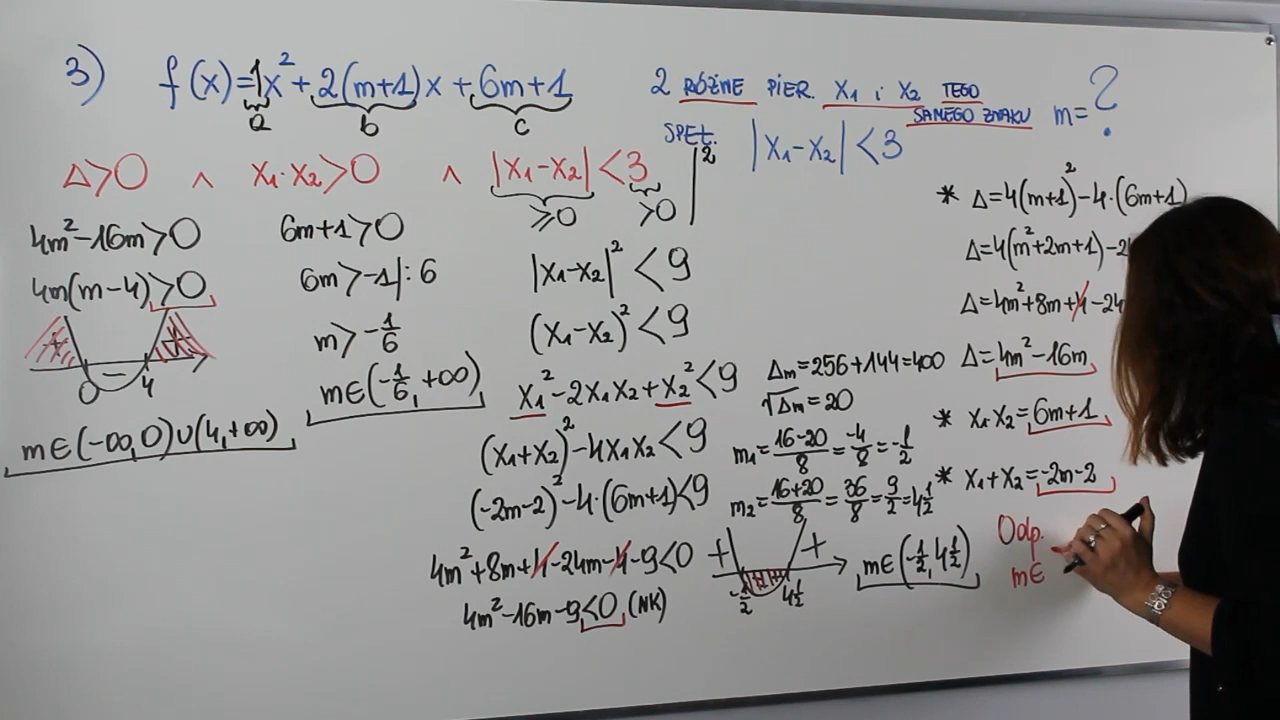 3) f(x)=1x²+2(m+1)x+6m+1
a b c
2 RÓŻNE PIER. X₁ i X₂ TEGO
SAMEGO ZNAKU
m=?
SPEŁ. |X₁-X₂|<3
Δ>0 ∧ X₁·X₂>0 ∧ |X₁-X₂|<3 |²
≥0 >0
4m²-16m>0
4m(m-4)>0
+ - +
0 4
m∈(-∞,0)∪(4,+∞)
6m+1>0
6m>-1|:6
m>-1/6
m∈(-1/6,+∞)
|X₁-X₂|²<9
(X₁-X₂)²<9
X₁²-2X₁X₂+X₂²<9
(X₁+X₂)²-4X₁X₂<9
(-2m-2)²-4·(6m+1)<9
4m²+8m+4-24m-4-9<0
4m²-16m-9<0 (NK)
Δm=256+144=400
√Δm=20
m₁=16-20/8=-4/8=-1/2
m₂=16+20/8=36/8=9/2=4½
+ +
-½ 4½
m∈(-½,4½)
* Δ=4(m+1)²-4·(6m+1)
Δ=4(m²+2m+1)-2
Δ=4m²+8m+4-24
Δ=4m²-16m
* X₁·X₂=6m+1
* X₁+X₂=-2m-2
Odp.
m∈